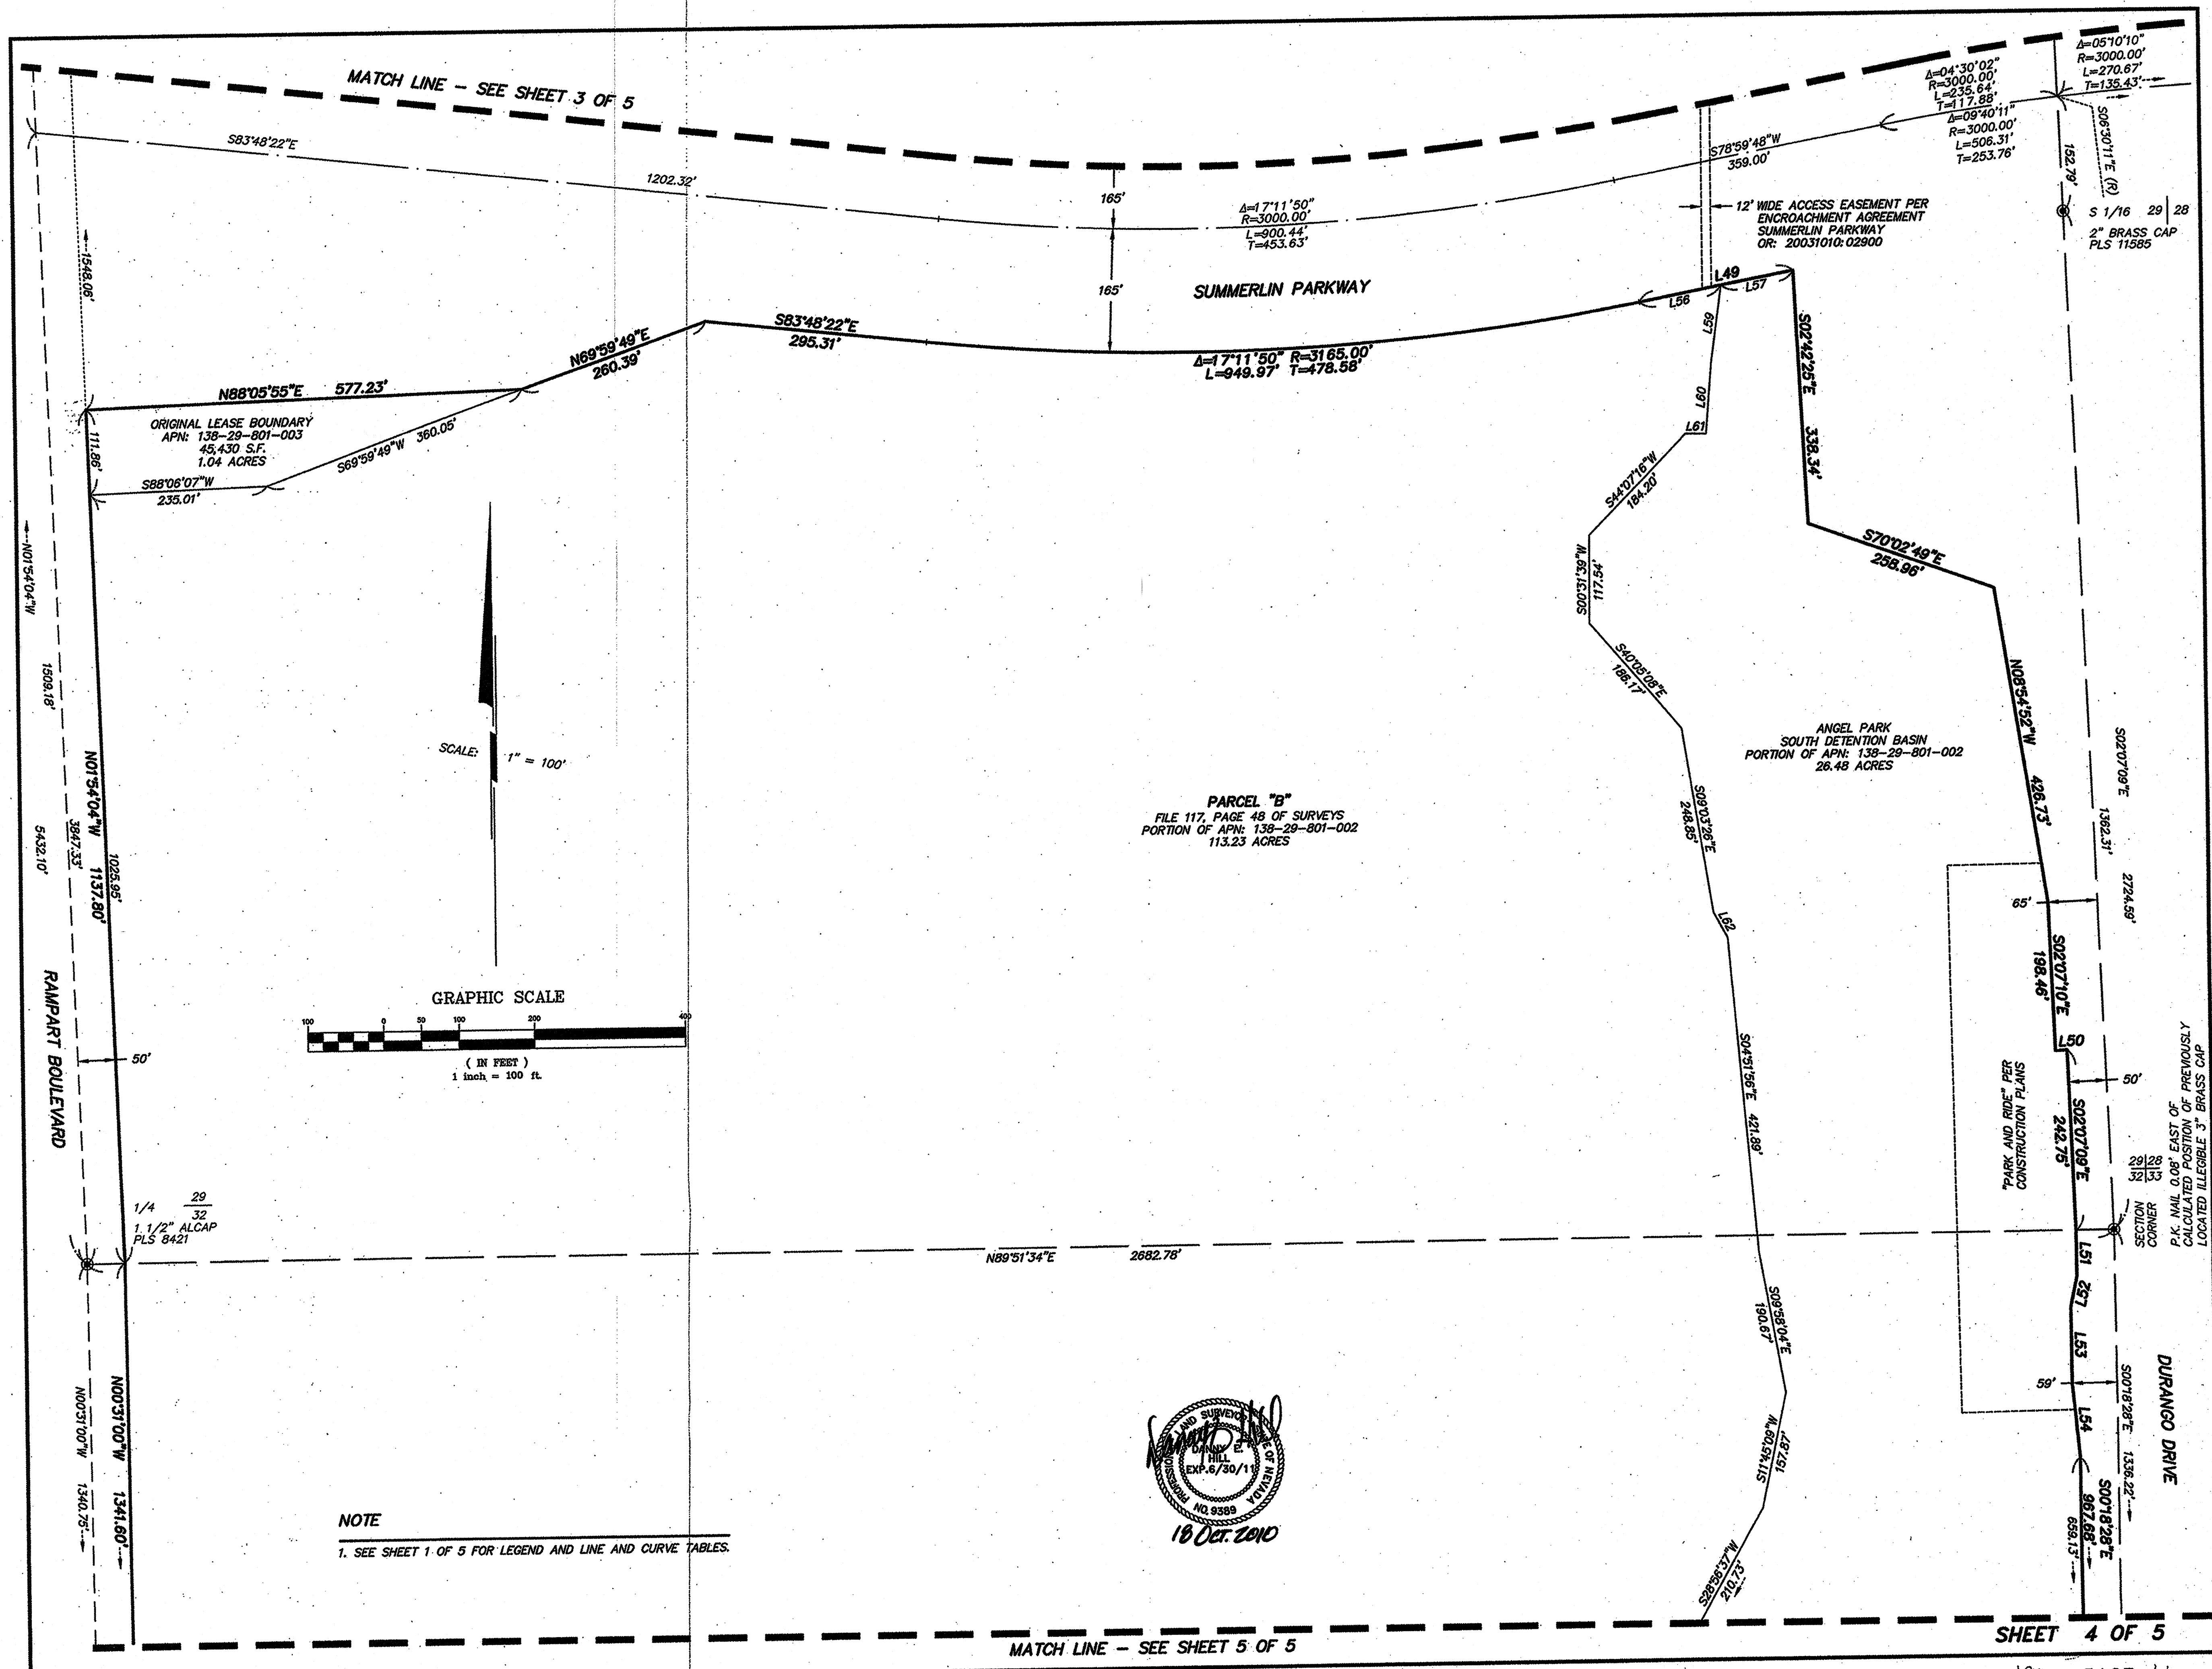 MATCH LINE – SEE SHEET 3 OF 5
S83°48'22"E
1202.32'
165'
165'
Δ=17°11'50"
R=3000.00'
L=900.44'
T=453.63'
SUMMERLIN PARKWAY
S78°59'48"W
359.00'
Δ=04°30'02"
R=3000.00'
L=235.64'
T=117.88'
Δ=09°40'11"
R=3000.00'
L=506.31'
T=253.76'
Δ=05°10'10"
R=3000.00'
L=270.67'
T=135.43'
S06°30'11"E (R)
152.79'
S 1/16 29 28
2" BRASS CAP
PLS 11585
12' WIDE ACCESS EASEMENT PER
ENCROACHMENT AGREEMENT
SUMMERLIN PARKWAY
OR: 20031010:02900
L49
L56
L57
L59
L60
L61
1548.06'
N88°05'55"E 577.23'
N69°59'49"E
260.39'
S83°48'22"E
295.31'
Δ=17°11'50" R=3165.00'
L=949.97' T=478.58'
ORIGINAL LEASE BOUNDARY
APN: 138–29–801–003
45,430 S.F.
1.04 ACRES
111.86'
S88°06'07"W
235.01'
S69°59'49"W 360.05'
S02°42'25"E
338.34'
S70°02'49"E
258.96'
S44°07'16"W
184.20'
S00°31'39"W
117.54'
S40°05'08"E
186.17'
S09°03'26"E
248.85'
L62
S04°51'56"E 421.89'
N01°54'04"W
1509.18'
5432.10'
3847.33'
N01°54'04"W 1137.80'
1025.95'
SCALE: 1" = 100'
PARCEL "B"
FILE 117, PAGE 48 OF SURVEYS
PORTION OF APN: 138–29–801–002
113.23 ACRES
ANGEL PARK
SOUTH DETENTION BASIN
PORTION OF APN: 138–29–801–002
26.48 ACRES
N08°54'52"W
426.73'
S02°07'09"E
1362.31'
2724.59'
65'
S02°07'10"E
198.46'
L50
50'
S02°07'09"E
242.75'
"PARK AND RIDE" PER
CONSTRUCTION PLANS
GRAPHIC SCALE
100 0 50 100 200 400
( IN FEET )
1 inch = 100 ft.
RAMPART BOULEVARD
50'
1/4 29
32
1 1/2" ALCAP
PLS 8421
N89°51'34"E 2682.78'
29 28
32 33
SECTION
CORNER
P.K. NAIL 0.08' EAST OF
CALCULATED POSITION OF PREVIOUSLY
LOCATED ILLEGIBLE 3" BRASS CAP
L51
L52
L53
59'
L54
DURANGO DRIVE
S00°18'28"E 1336.22'
S00°18'28"E
967.68'
659.13'
S09°58'04"E
190.67'
S11°45'09"W
157.87'
S28°56'37"W
210.73'
N00°31'00"W 1340.75'
N00°31'00"W 1341.60'
PROFESSIONAL LAND SURVEYOR STATE OF NEVADA
DANNY E.
HILL
EXP.6/30/11
NO. 9389
18 Oct. 2010
NOTE
1. SEE SHEET 1 OF 5 FOR LEGEND AND LINE AND CURVE TABLES.
MATCH LINE – SEE SHEET 5 OF 5
SHEET 4 OF 5